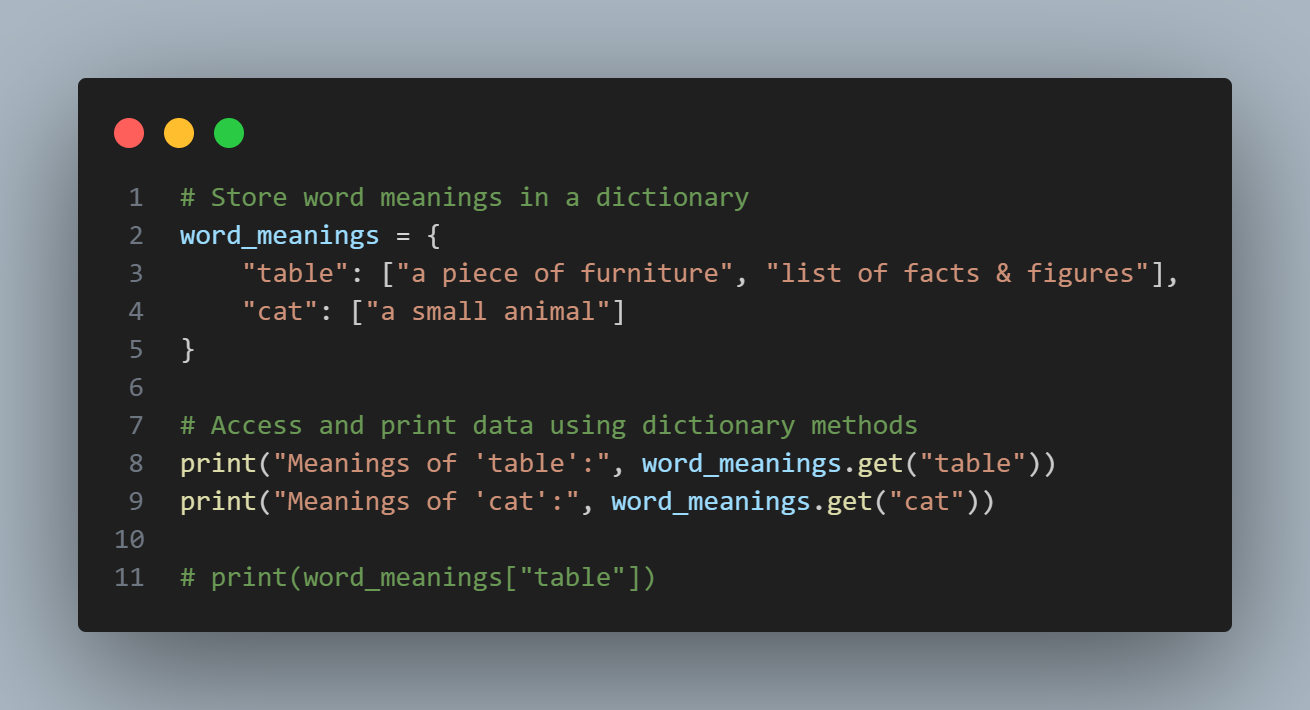 1 # Store word meanings in a dictionary
2 word_meanings = {
3     "table": ["a piece of furniture", "list of facts & figures"],
4     "cat": ["a small animal"]
5 }
6
7 # Access and print data using dictionary methods
8 print("Meanings of 'table':", word_meanings.get("table"))
9 print("Meanings of 'cat':", word_meanings.get("cat"))
10
11 # print(word_meanings["table"])